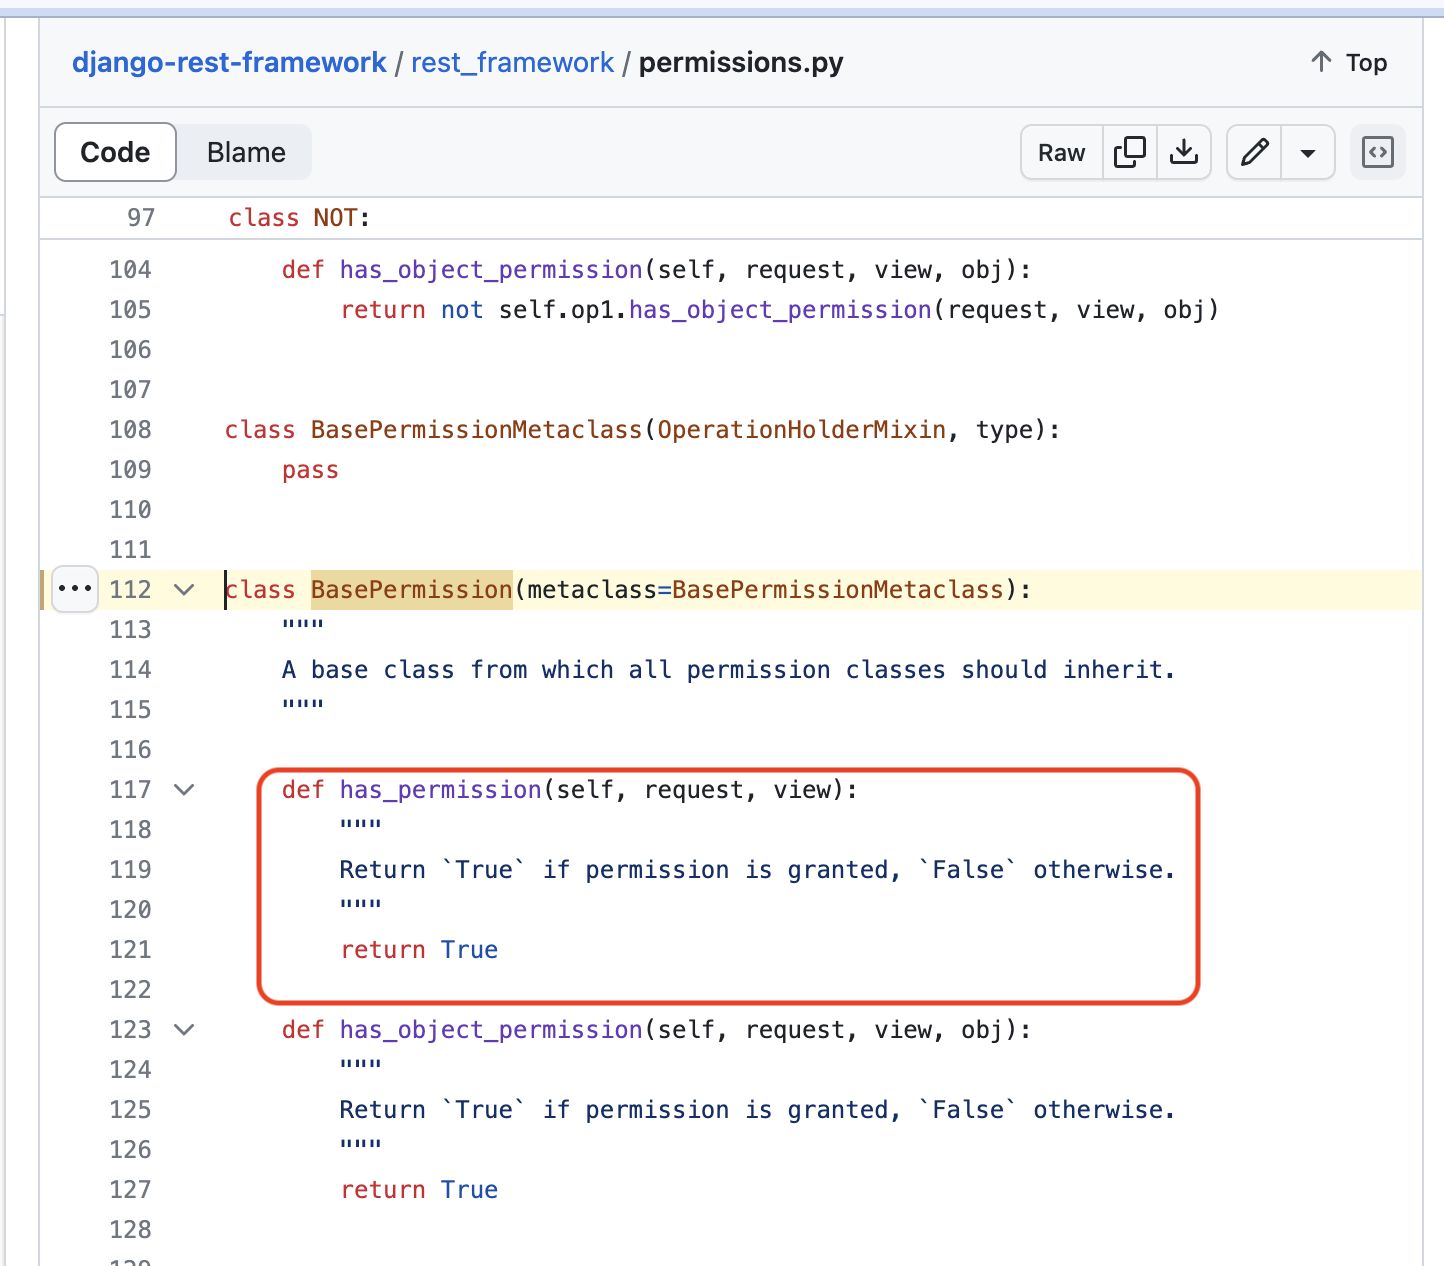 django-rest-framework / rest_framework / permissions.py
Top
Code Blame
Raw
97 class NOT:
104 def has_object_permission(self, request, view, obj):
105 return not self.op1.has_object_permission(request, view, obj)
106
107
108 class BasePermissionMetaclass(OperationHolderMixin, type):
109 pass
110
111
112 class BasePermission(metaclass=BasePermissionMetaclass):
113 """
114 A base class from which all permission classes should inherit.
115 """
116
117 def has_permission(self, request, view):
118 """
119 Return `True` if permission is granted, `False` otherwise.
120 """
121 return True
122
123 def has_object_permission(self, request, view, obj):
124 """
125 Return `True` if permission is granted, `False` otherwise.
126 """
127 return True
128